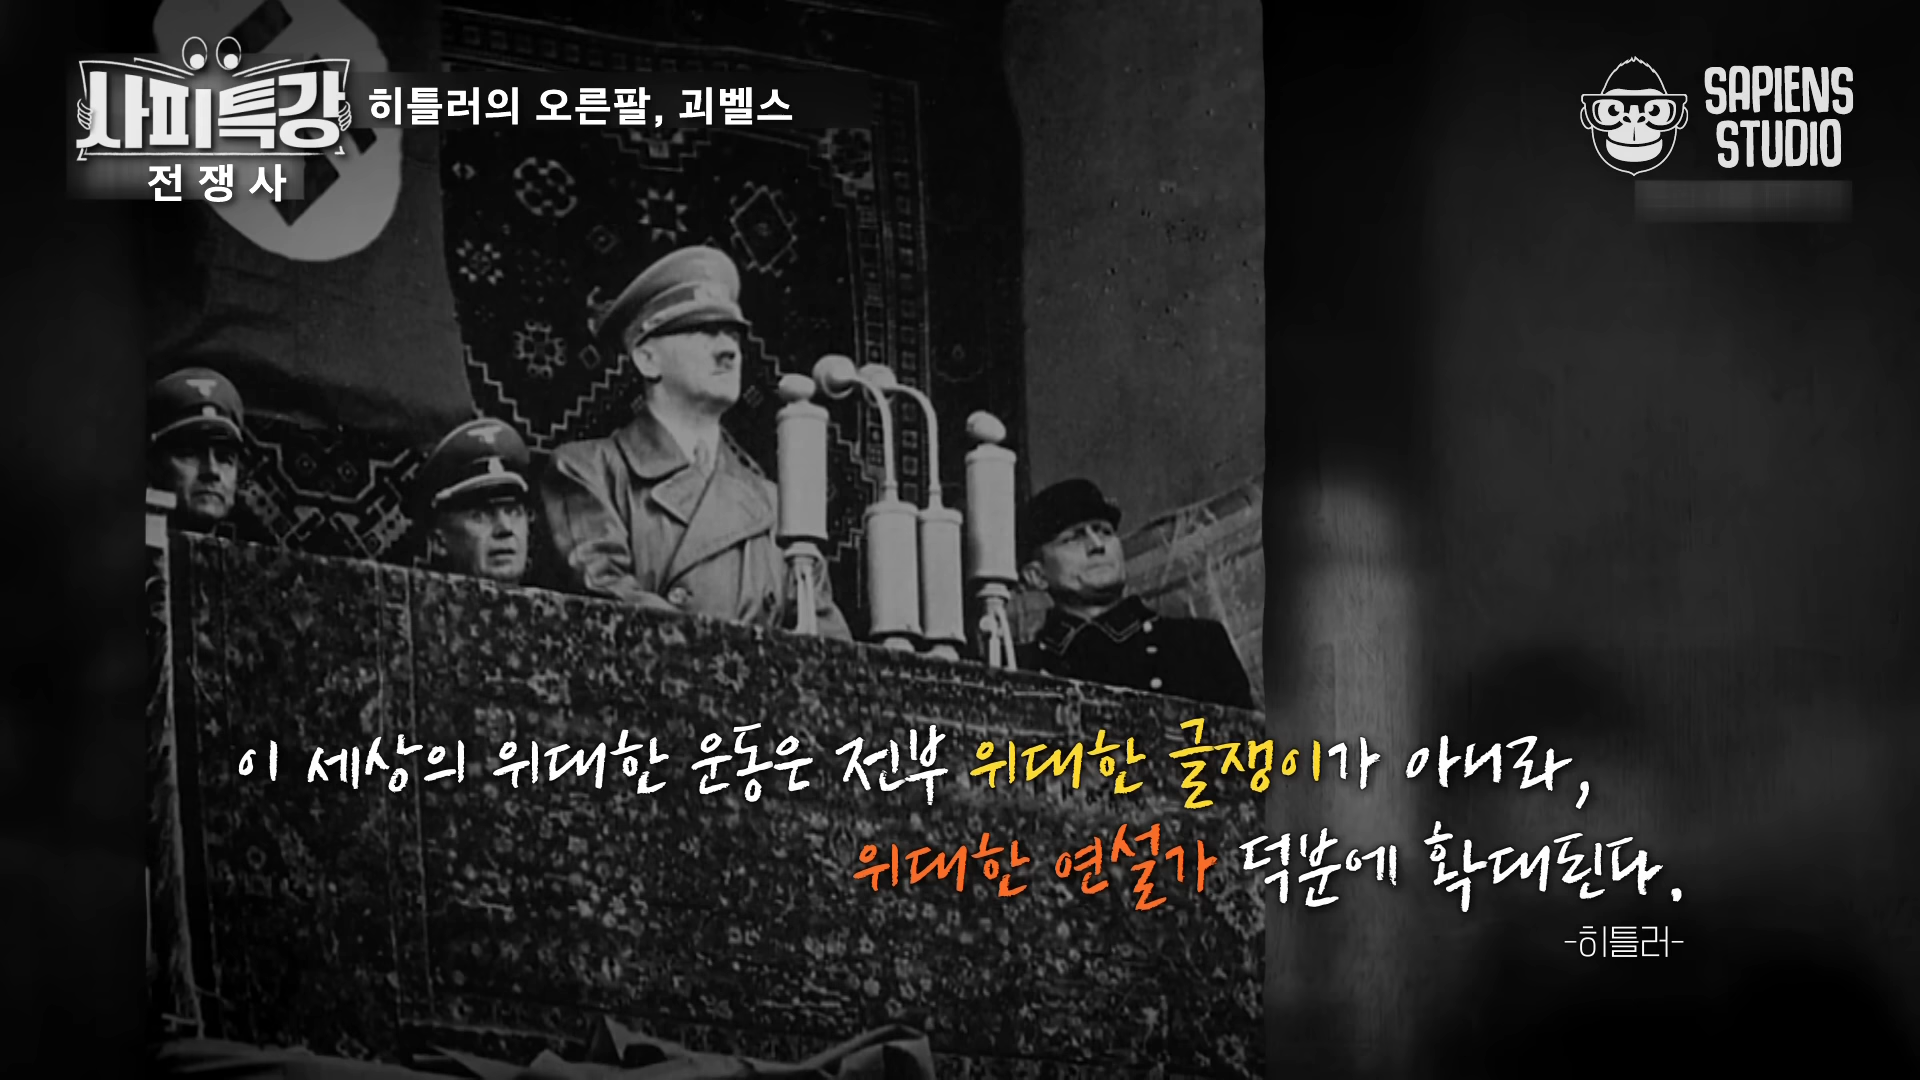 사피특강
전쟁사
히틀러의 오른팔, 괴벨스
SAPIENS
STUDIO
이 세상의 위대한 운동은 전부 위대한 글쟁이가 아니라,
위대한 연설가 덕분에 확대된다.
-히틀러-